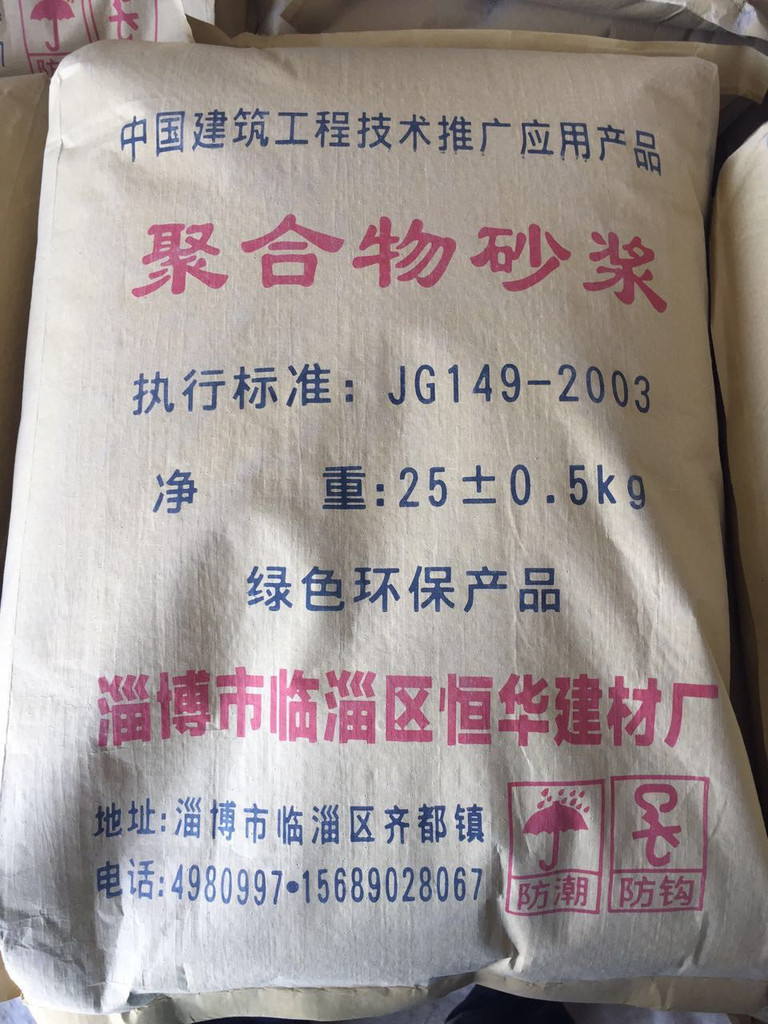 中国建筑工程技术推广应用产品
聚合物砂浆
执行标准：JG149-2003
净 重:25±0.5kg
绿色环保产品
淄博市临淄区恒华建材厂
地址:淄博市临淄区齐都镇
电话:4980997•15689028067
防潮 防钩
防